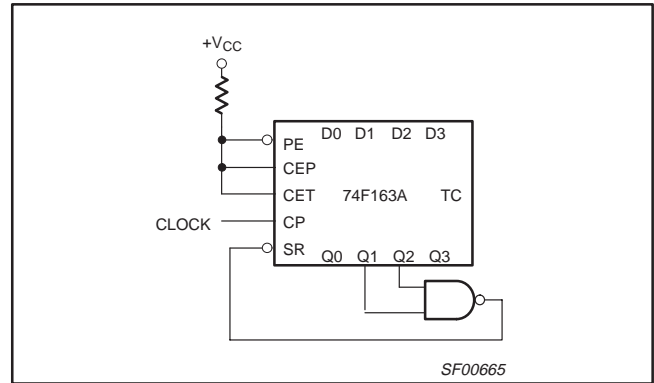 +VCC
PE D0 D1 D2 D3
CEP
CET 74F163A TC
CLOCK CP
SR Q0 Q1 Q2 Q3
SF00665